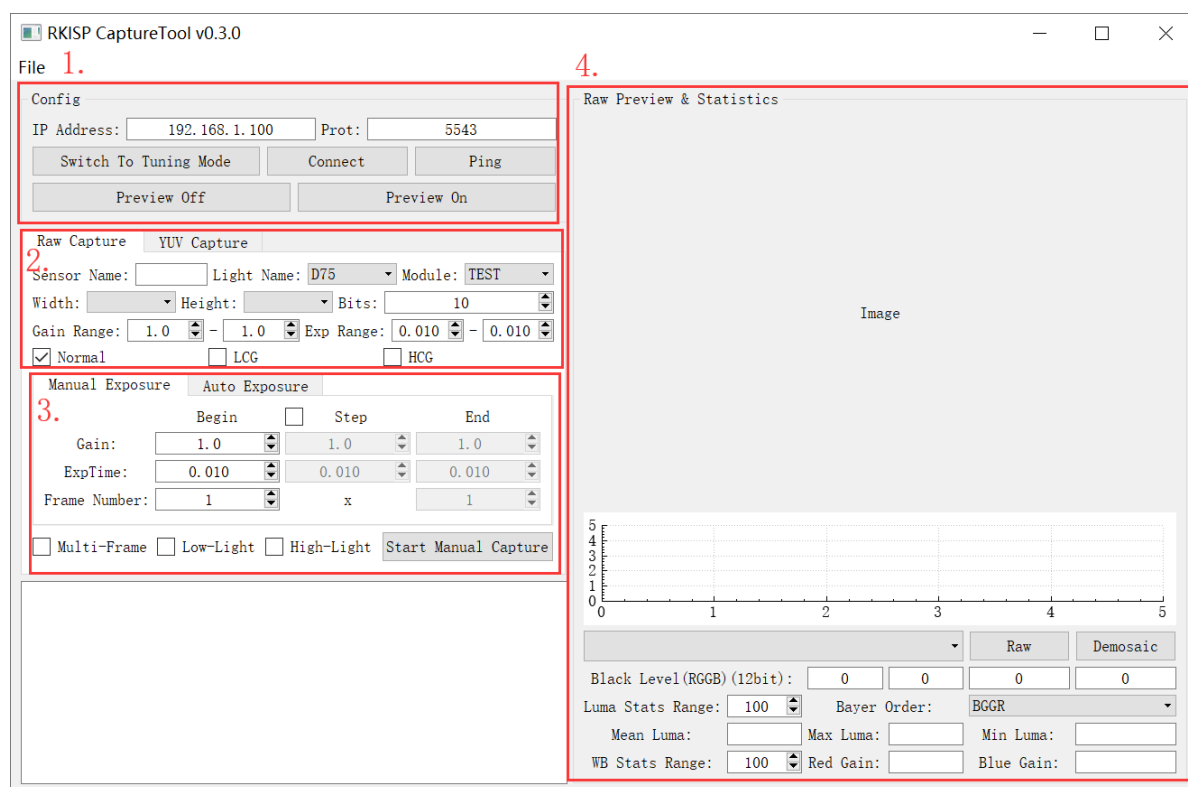 RKISP CaptureTool v0.3.0
File 1.
4.
Config
IP Address: 192.168.1.100 Prot: 5543
Switch To Tuning Mode Connect Ping
Preview Off Preview On
Raw Capture YUV Capture
2.
Sensor Name: Light Name: D75 Module: TEST
Width: Height: Bits: 10
Gain Range: 1.0 - 1.0 Exp Range: 0.010 - 0.010
Normal LCG HCG
Manual Exposure Auto Exposure
3.
Begin Step End
Gain: 1.0 1.0 1.0
ExpTime: 0.010 0.010 0.010
Frame Number: 1 x 1
Multi-Frame Low-Light High-Light Start Manual Capture
Raw Preview & Statistics
Image
5
4
3
2
1
0
0 1 2 3 4 5
Raw Demosaic
Black Level(RGGB)(12bit): 0 0 0 0
Luma Stats Range: 100 Bayer Order: BGGR
Mean Luma: Max Luma: Min Luma:
WB Stats Range: 100 Red Gain: Blue Gain: